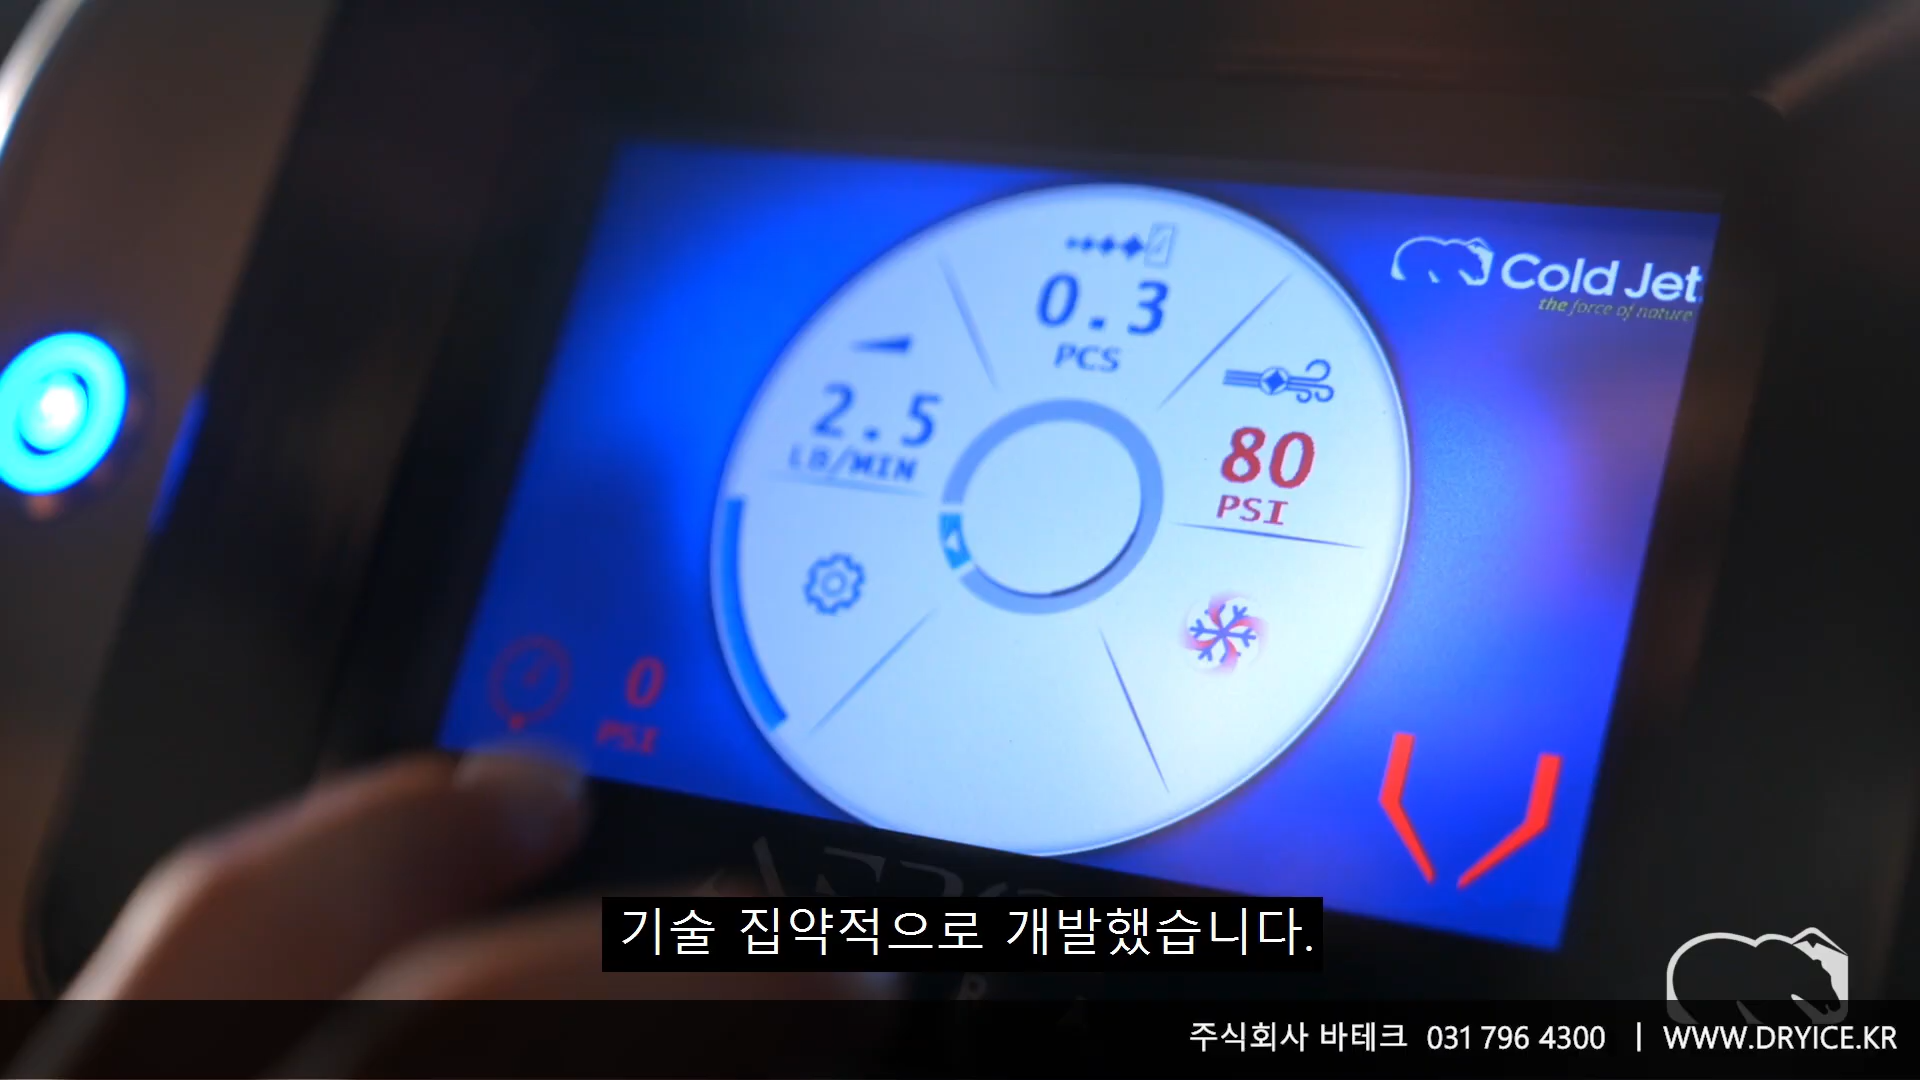 Cold Jet
the force of nature
0.3
PCS
2.5
LB/MIN
80
PSI
0
PSI
기술 집약적으로 개발했습니다.
주식회사 바테크 031 796 4300 | WWW.DRYICE.KR